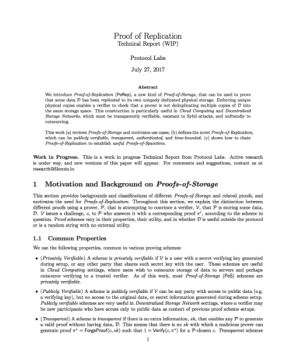 Proof of Replication
Technical Report (WIP)
Protocol Labs
July 27, 2017
Abstract
We introduce Proof-of-Replication (PoRep), a new kind of Proof-of-Storage, that can be used to prove
that some data D has been replicated to its own uniquely dedicated physical storage. Enforcing unique
physical copies enables a verifier to check that a prover is not deduplicating multiple copies of D into
the same storage space. This construction is particularly useful in Cloud Computing and Decentralized
Storage Networks, which must be transparently verifiable, resistant to Sybil attacks, and unfriendly to
outsourcing.
This work (a) reviews Proofs-of-Storage and motivates use cases; (b) defines the novel Proofs-of-Replication,
which can be publicly verifiable, transparent, authenticated, and time-bounded; (c) shows how to chain
Proofs-of-Replication to establish useful Proofs-of-Spacetime.
Work in Progress. This is a work in progress Technical Report from Protocol Labs. Active research
is under way, and new versions of this paper will appear. For comments and suggestions, contact us at
research@filecoin.io
1 Motivation and Background on Proofs-of-Storage
This section provides backgrounds and classifications of different Proofs-of-Storage and related proofs, and
motivates the need for Proofs-of-Replication. Throughout this section, we explain the distinction between
different proofs using a prover, P, that is attempting to convince a verifier, V, that P is storing some data,
D. V issues a challenge, c, to P who answers it with a corresponding proof π, according to the scheme in
question. Proof schemes vary in their properties, their utility, and in whether D is useful outside the protocol
or is a random string with no external utility.
1.1 Common Properties
We use the following properties, common to various proving schemes:
• (Privately Verifiable) A scheme is privately verifiable if V is a user with a secret verifying key generated
during setup, or any other party that shares such secret key with the user. These schemes are useful
in Cloud Computing settings, where users wish to outsource storage of data to servers and perhaps
outsource verifying to a trusted verifier. As of this work, most Proof-of-Storage (PoS) schemes are
privately verifiable.
• (Publicly Verifiable) A scheme is publicly verifiable if V can be any party with access to public data [e.g.
a verifying key], but no access to the original data, or secret information generated during scheme setup.
Publicly verifiable schemes are very useful in Decentralized Storage Network settings, where a verifier may
be new participants who have access only to public data as context of previous proof scheme setups.
• (Transparent) A scheme is transparent if there is no extra information, sk, that enables any P to generate
a valid proof without having data, D. This means that there is no sk with which a malicious prover can
generate proof π* = ForgeProof(c, sk) such that 1 = Verify(c, π*) for a P-chosen c. Transparent schemes
1